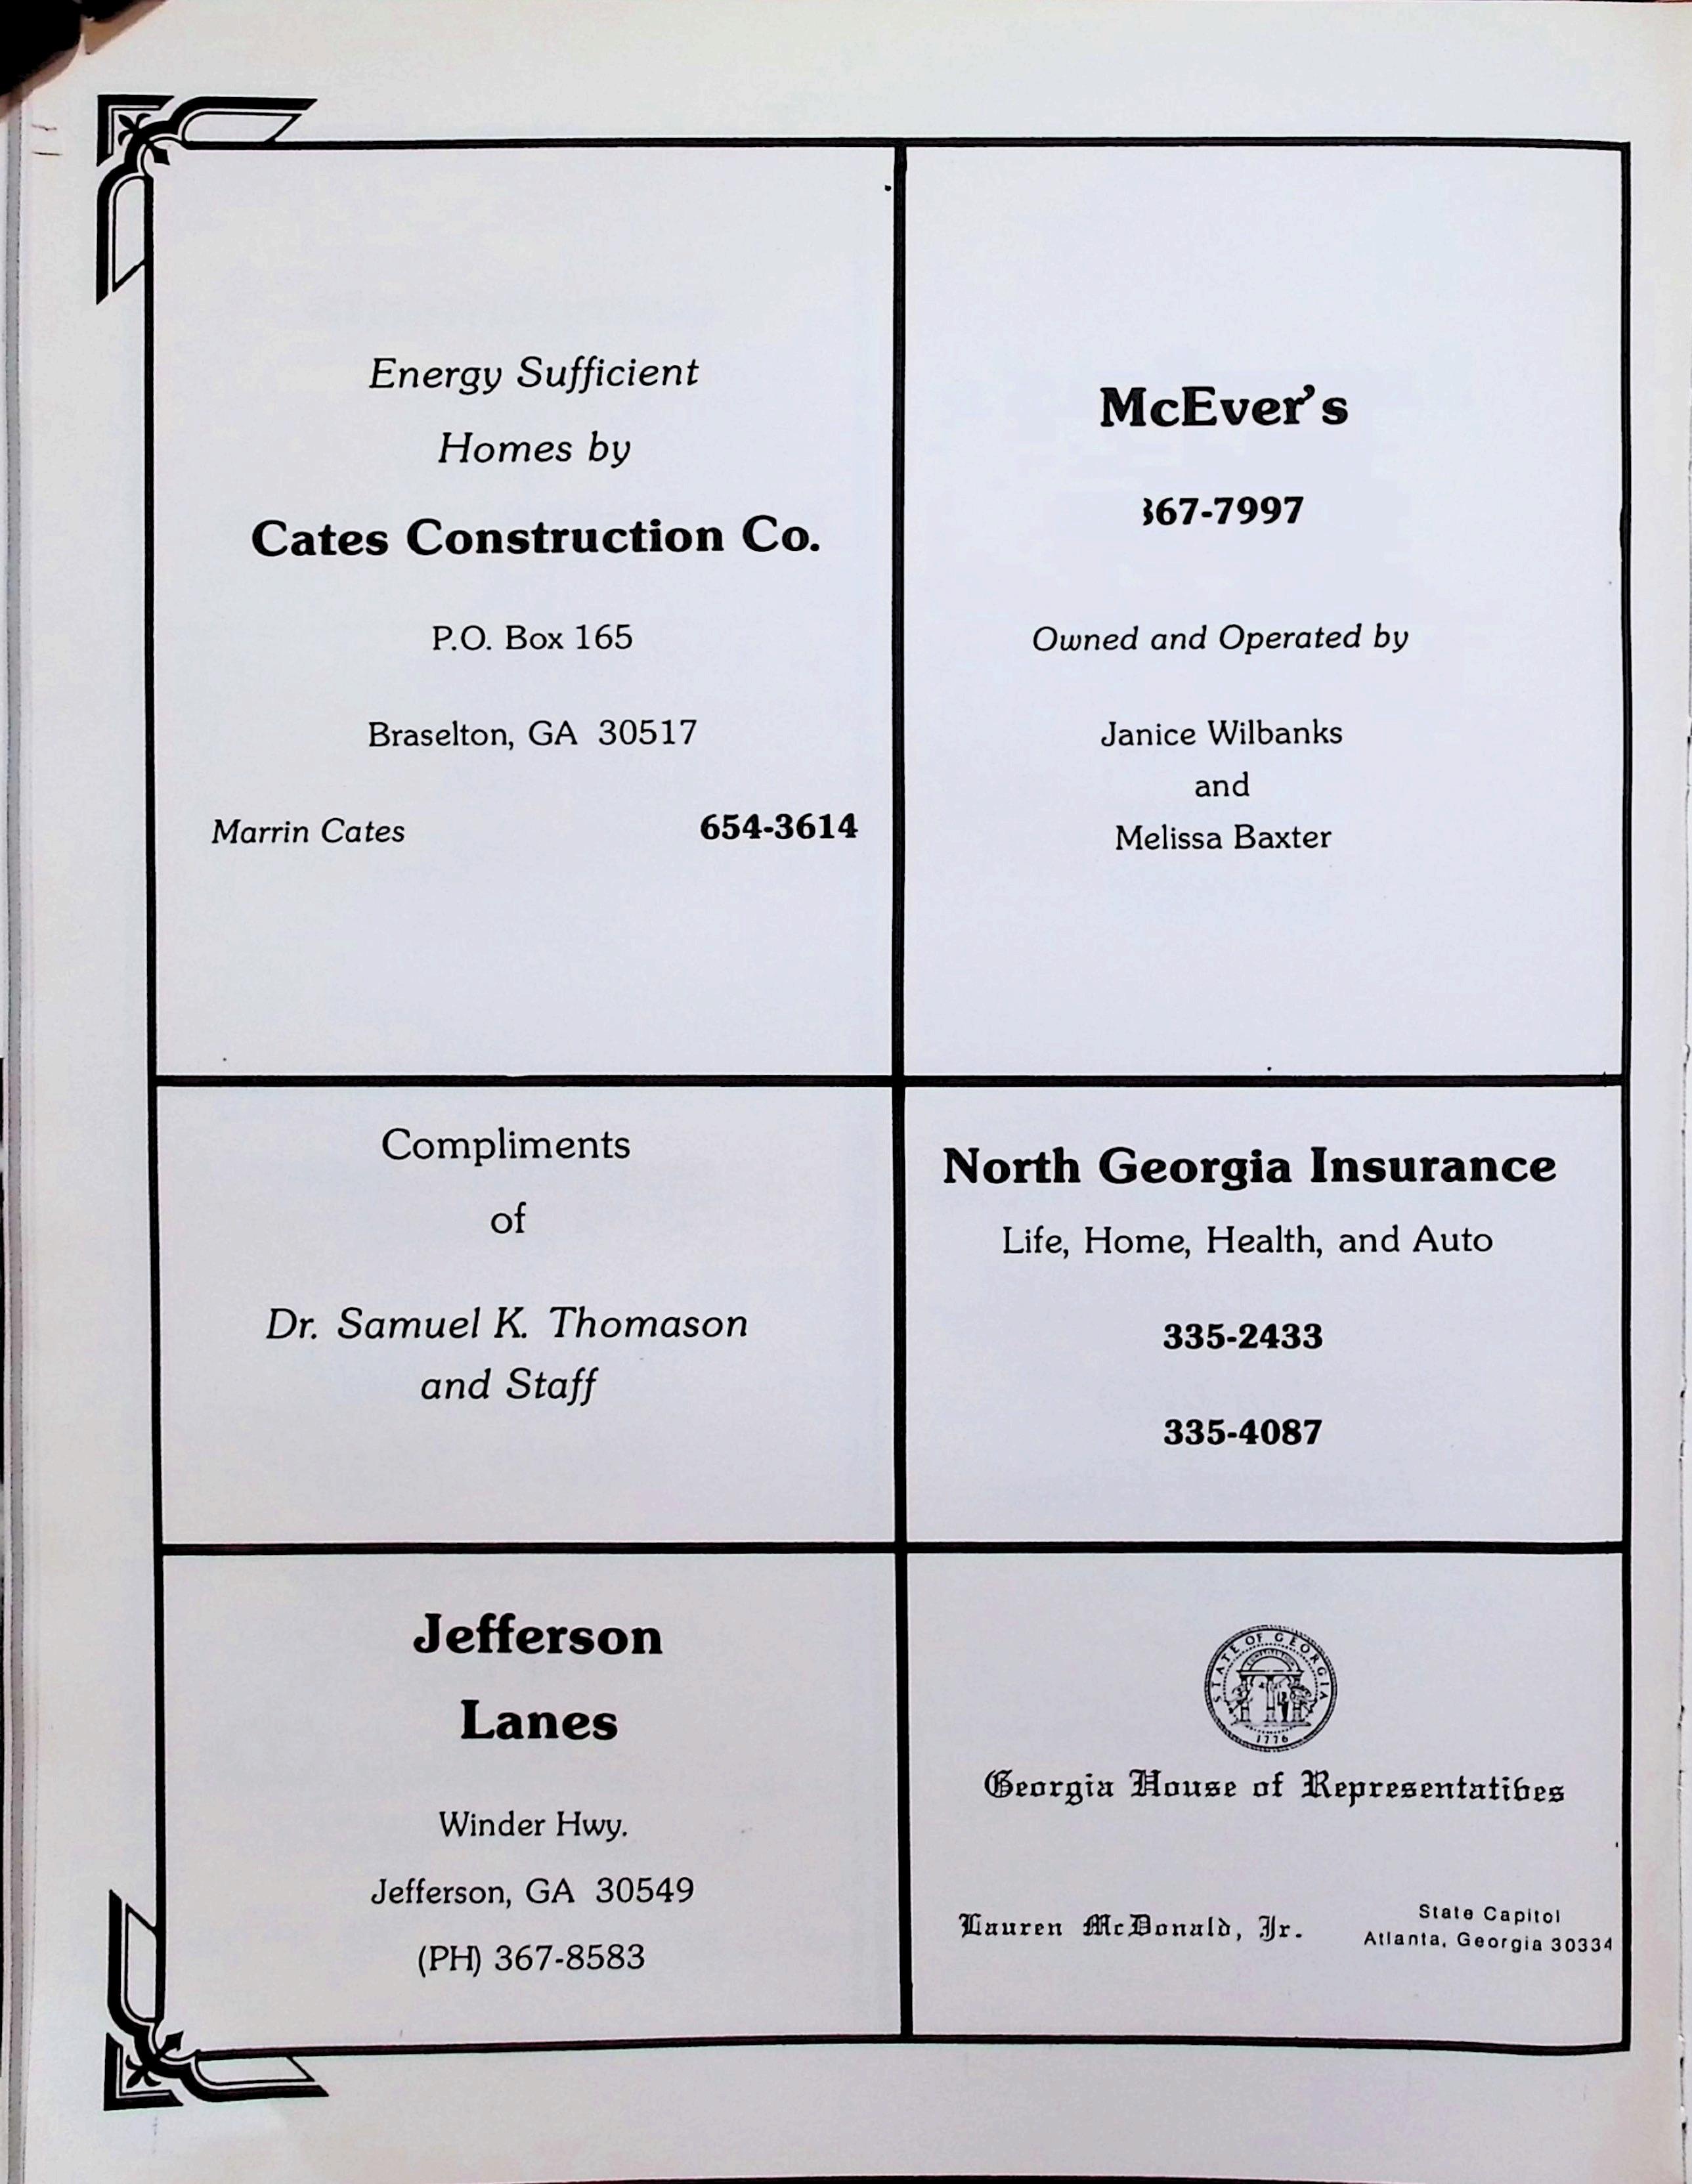 Energy Sufficient
Homes by
Cates Construction Co.
P.O. Box 165
Braselton, GA 30517
Marrin Cates 654-3614
McEver's
367-7997
Owned and Operated by
Janice Wilbanks
and
Melissa Baxter
Compliments
of
Dr. Samuel K. Thomason
and Staff
North Georgia Insurance
Life, Home, Health, and Auto
335-2433
335-4087
Jefferson
Lanes
Winder Hwy.
Jefferson, GA 30549
(PH) 367-8583
STATE OF GEORGIA
CONSTITUTION
1776
Georgia House of Representatives
Lauren McDonald, Jr.
State Capitol
Atlanta, Georgia 30334